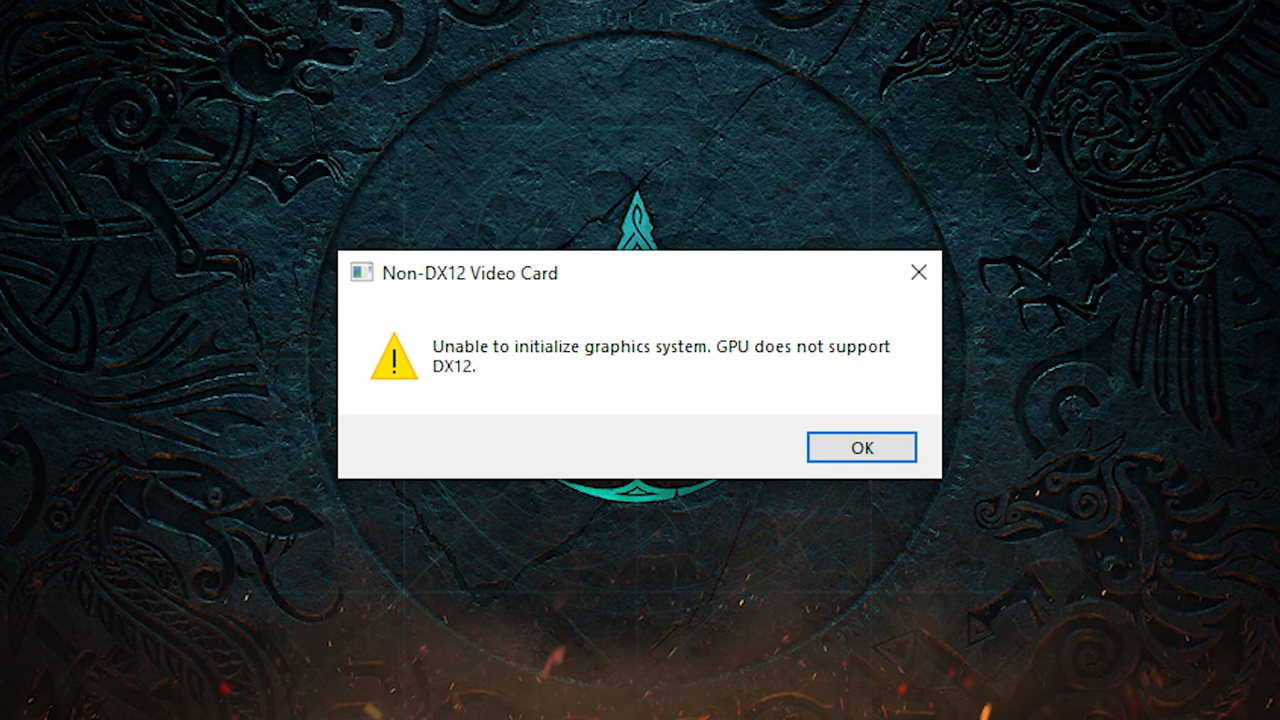 Non-DX12 Video Card
Unable to initialize graphics system. GPU does not support
DX12.
OK